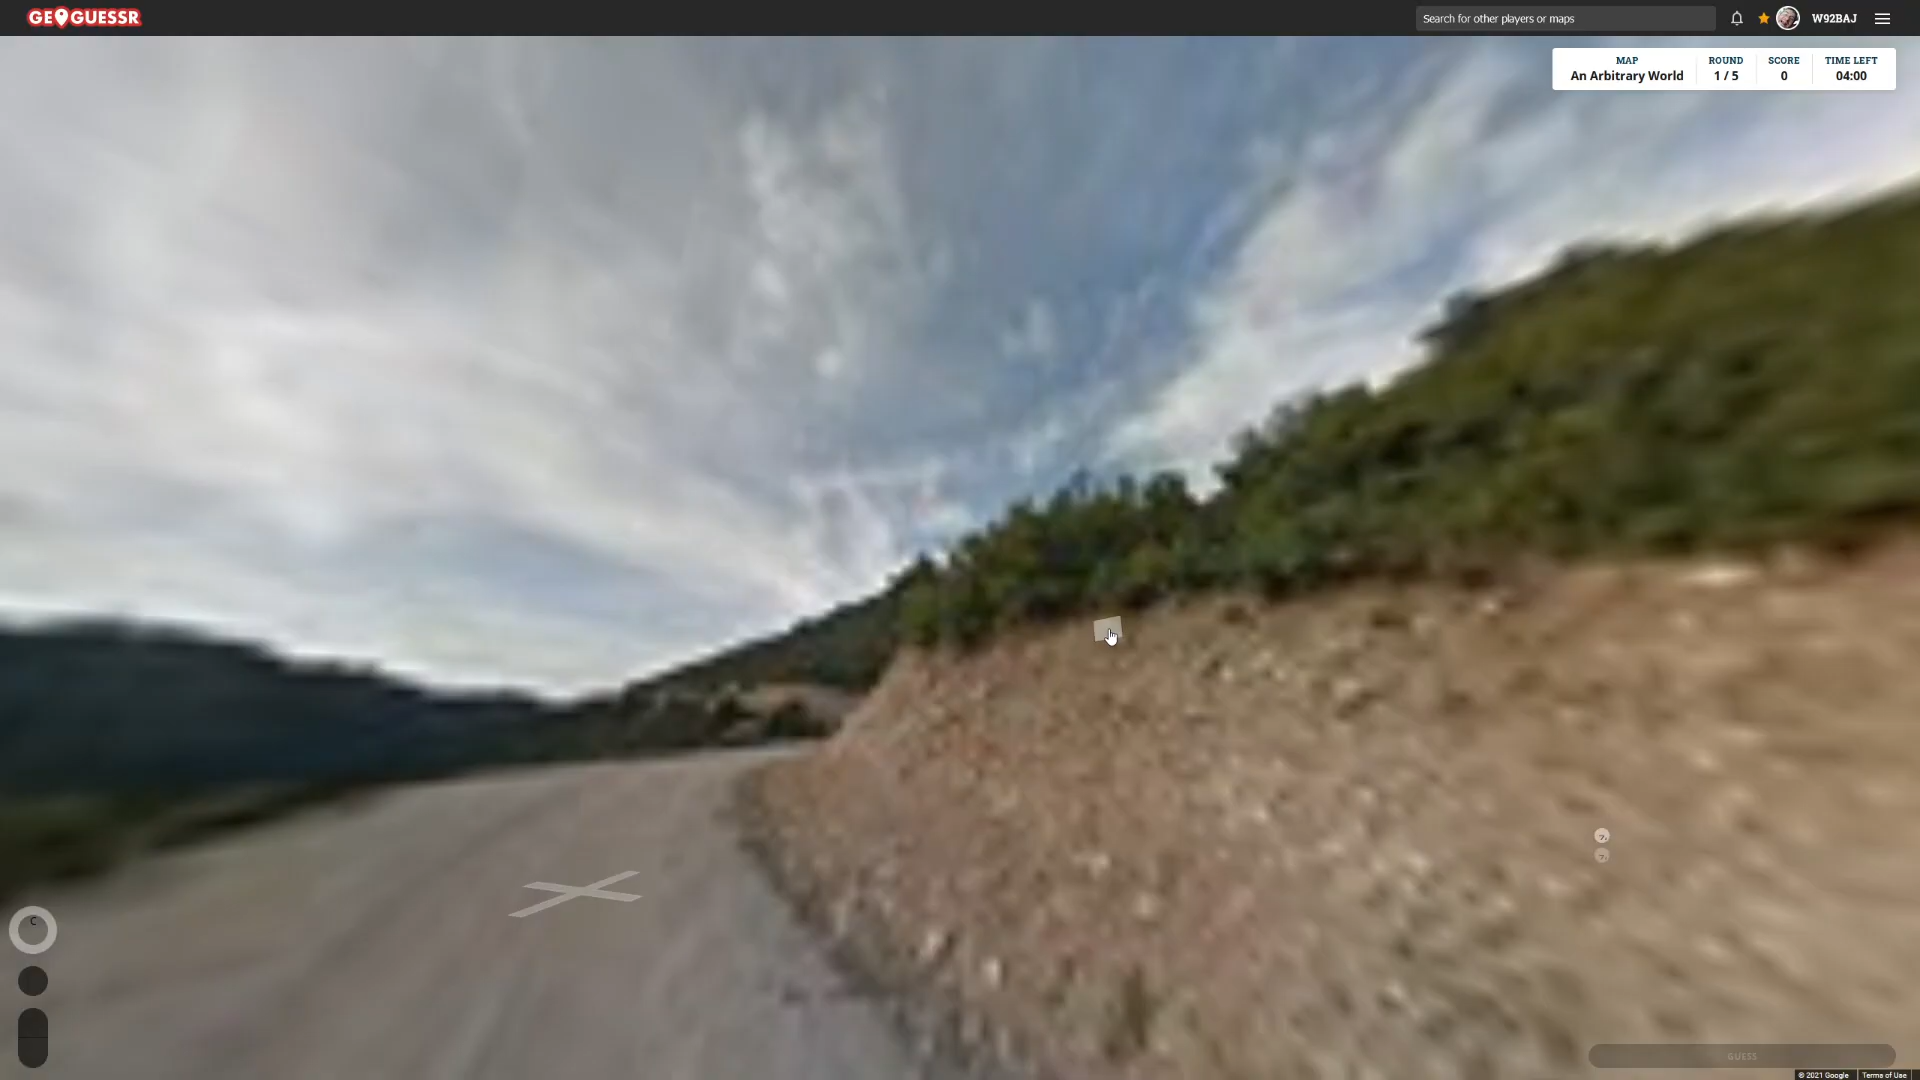 GEOGUESSR
Search for other players or maps
W92BAJ
MAP
An Arbitrary World
ROUND
1 / 5
SCORE
0
TIME LEFT
04:00
C
GUESS
© 2021 Google
Terms of Use